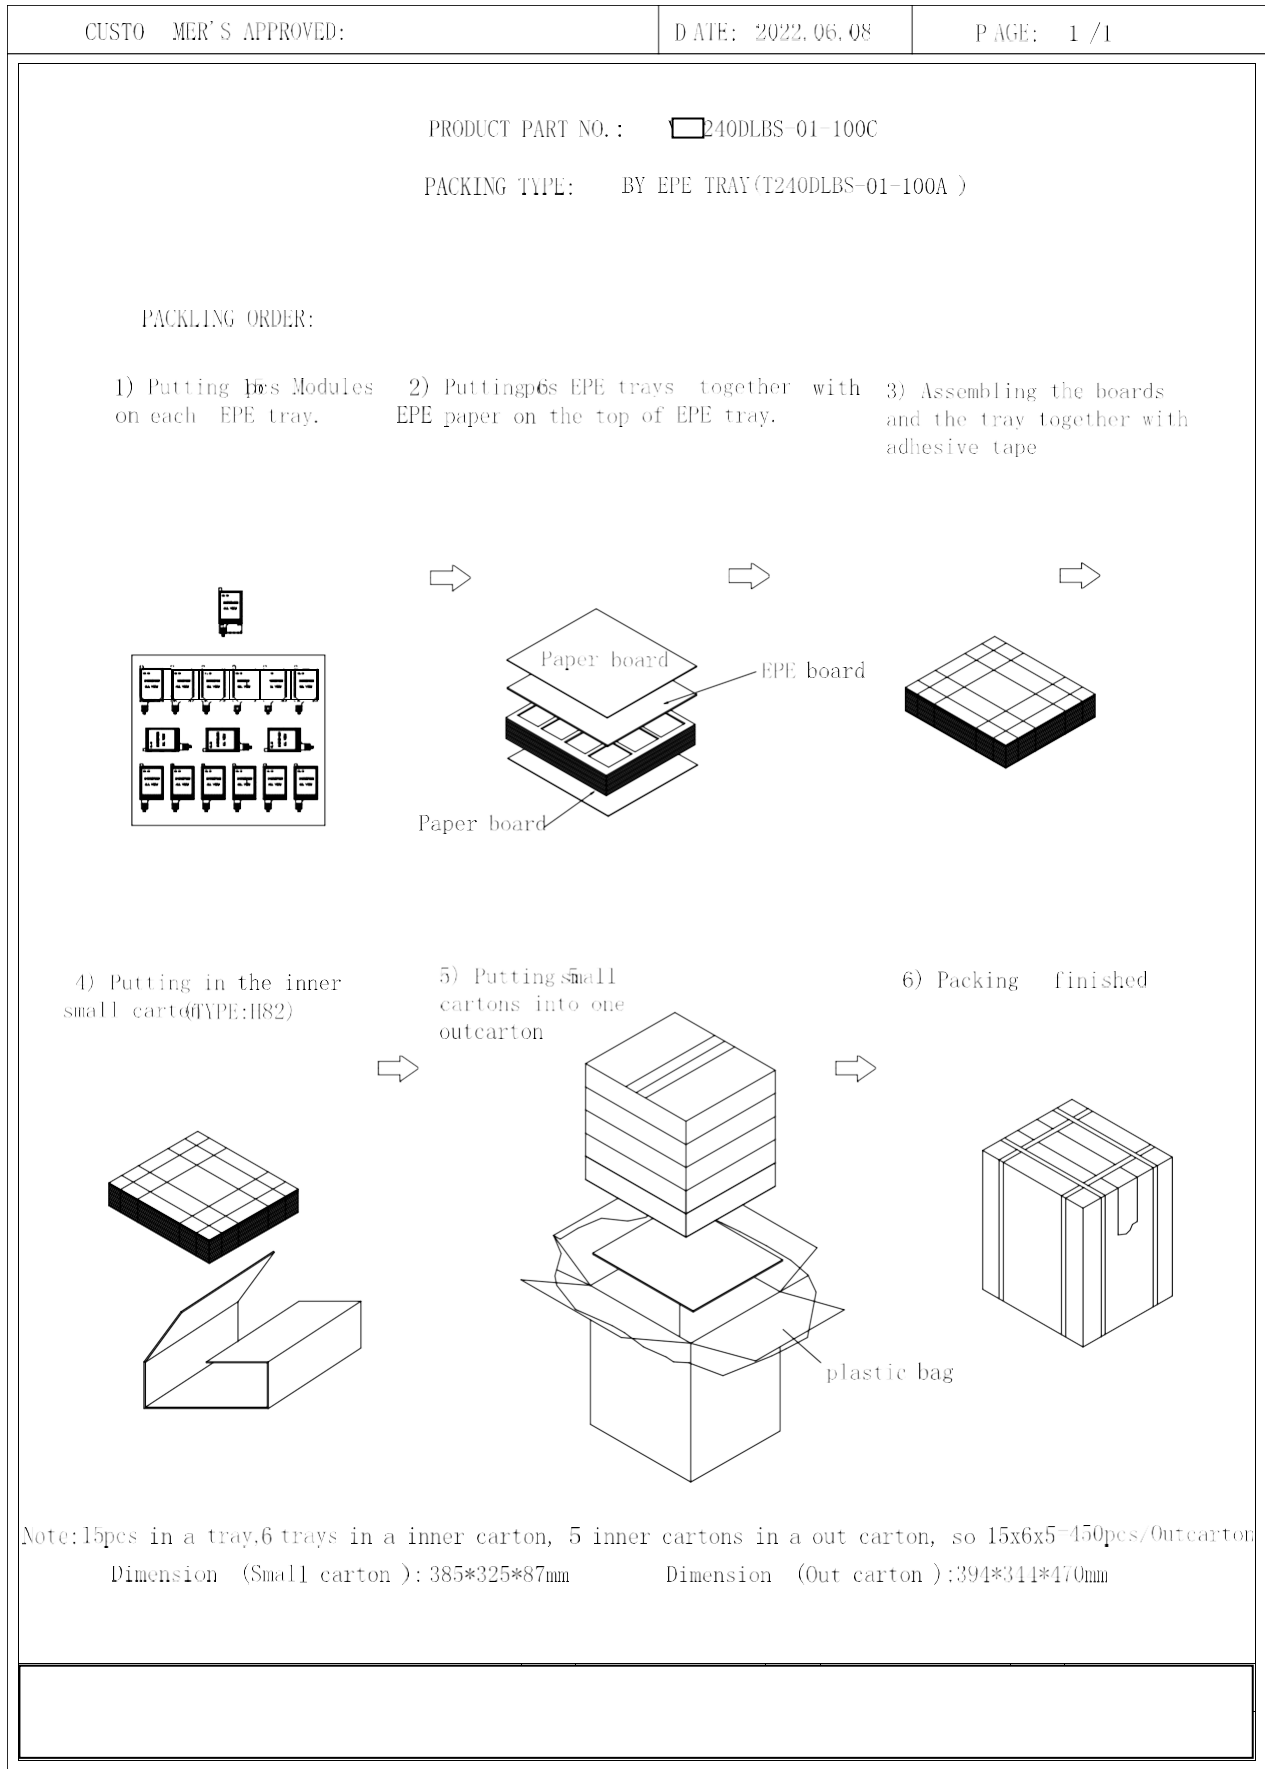 CUSTOMER'S APPROVED: DATE: 2022.06.08 PAGE: 1/1
PRODUCT PART NO.: 240DLBS-01-100C
PACKING TYPE: BY EPE TRAY(T240DLBS-01-100A )
PACKLING ORDER:
1) Putting 15pcs Modules
on each EPE tray.
2) Putting 6pcs EPE trays together with
EPE paper on the top of EPE tray.
3) Assembling the boards
and the tray together with
adhesive tape
Paper board
EPE board
Paper board
4) Putting in the inner
small carton(TYPE:H82)
5) Putting 5 small
cartons into one
outcarton
6) Packing finished
plastic bag
Note:15pcs in a tray,6 trays in a inner carton, 5 inner cartons in a out carton, so 15x6x5=450pcs/Outcarton
Dimension (Small carton ): 385*325*87mm Dimension (Out carton ):394*344*470mm